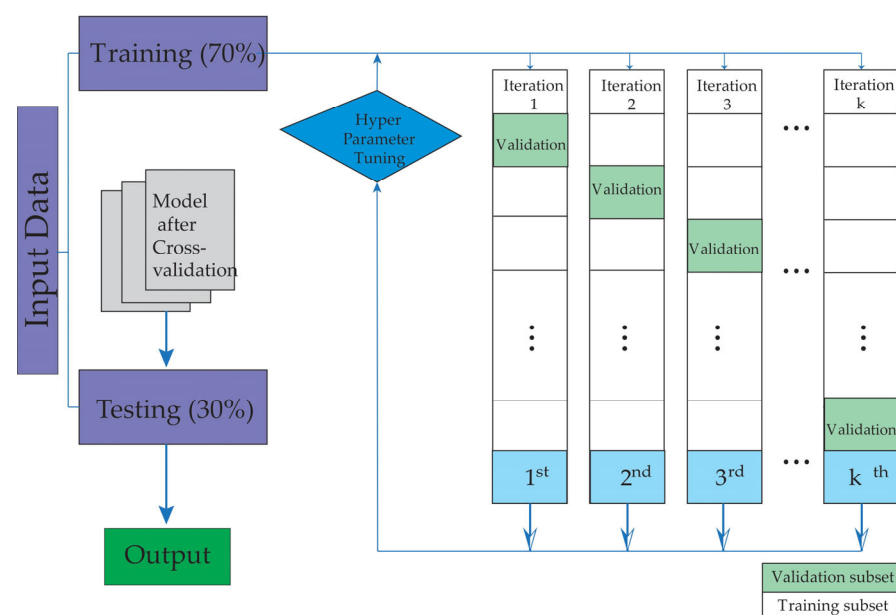 Input Data
Training (70%)
Hyper
Parameter
Tuning
Model
after
Cross-
validation
Testing (30%)
Output
Iteration
1
Validation
1st
Iteration
2
Validation
2nd
Iteration
3
Validation
3rd
...
...
...
Iteration
k
Validation
k th
Validation subset
Training subset